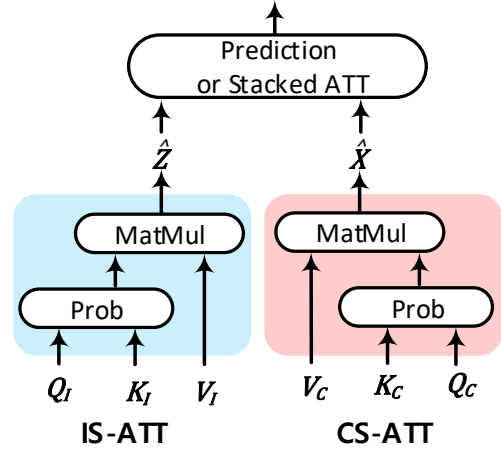 Prediction
or Stacked ATT
Ẑ X̂
MatMul MatMul
Prob Prob
Q_I K_I V_I V_C K_C Q_C
IS-ATT CS-ATT